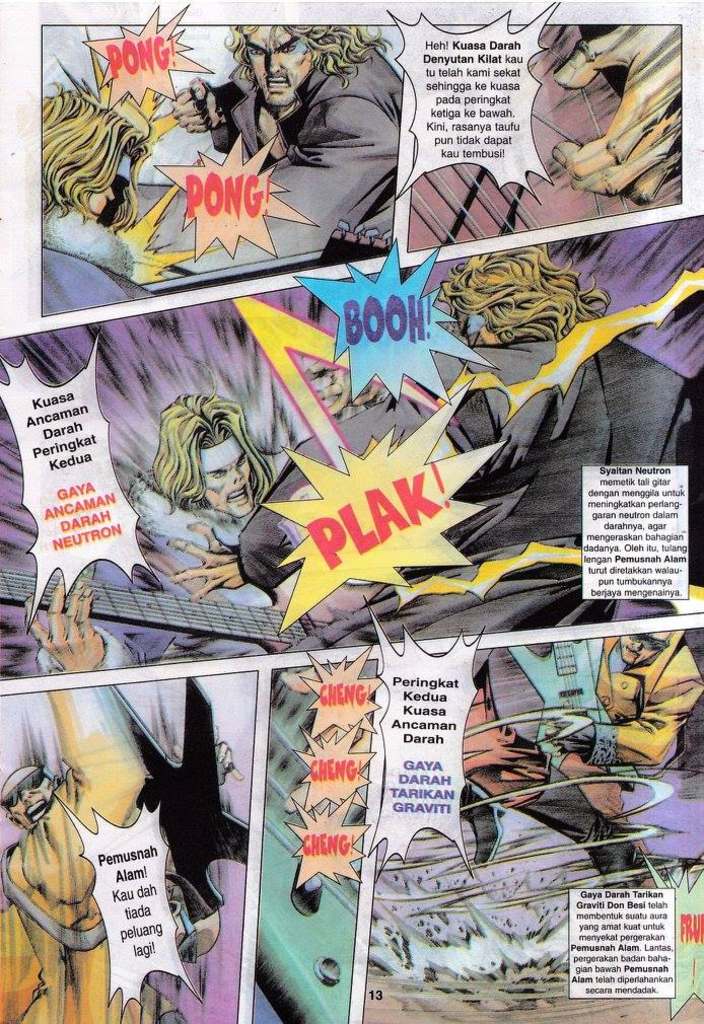 PONG!
PONG!
Heh! Kuasa Darah
Denyutan Kilat kau
tu telah kami sekat
sehingga ke kuasa
pada peringkat
ketiga ke bawah.
Kini, rasanya taufu
pun tidak dapat
kau tembusi!
BOOH!
Kuasa
Ancaman
Darah
Peringkat
Kedua
GAYA
ANCAMAN
DARAH
NEUTRON
PLAK!
Syaitan Neutron
memetik tali gitar
dengan menggila untuk
meningkatkan perlang-
garan neutron dalam
darahnya, agar
mengeraskan bahagian
dadanya. Oleh itu, tulang
lengan Pemusnah Alam
turut diretakkan walau-
pun tumbukannya
berjaya mengenainya.
Pemusnah
Alam!
Kau dah
tiada
peluang
lagi!
CHENG!
CHENG!
CHENG!
Peringkat
Kedua
Kuasa
Ancaman
Darah
GAYA
DARAH
TARIKAN
GRAVITI
Gaya Darah Tarikan
Graviti Don Besi telah
membentuk suatu aura
yang amat kuat untuk
menyekat pergerakan
Pemusnah Alam. Lantas,
pergerakan badan baha-
gian bawah Pemusnah
Alam telah diperlahankan
secara mendadak.
13